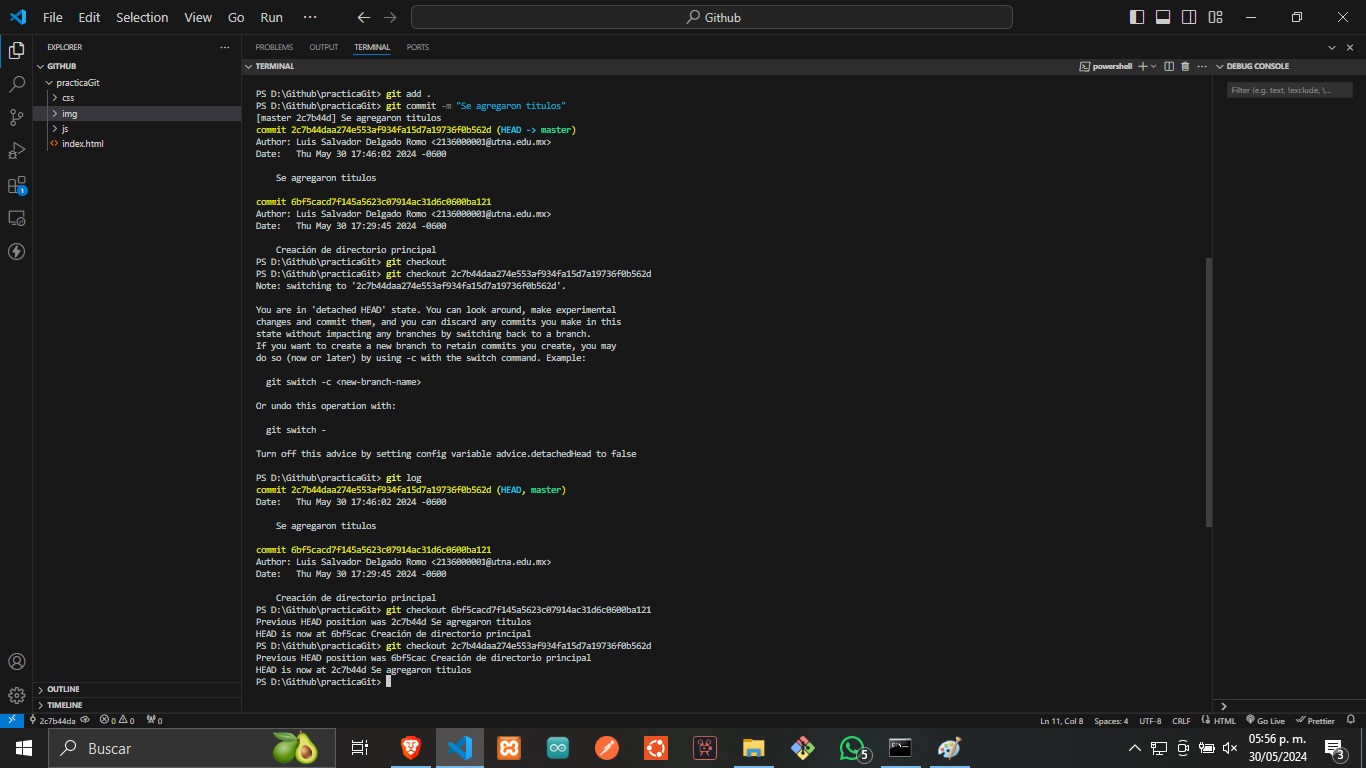 File Edit Selection View Go Run ··· Github
EXPLORER ···
GITHUB
practicaGit
css
img
js
index.html
OUTLINE
TIMELINE
PROBLEMS OUTPUT TERMINAL PORTS
TERMINAL
powershell
DEBUG CONSOLE
Filter (e.g. text, !exclude, \...
PS D:\Github\practicaGit> git add .
PS D:\Github\practicaGit> git commit -m "Se agregaron titulos"
[master 2c7b44d] Se agregaron titulos
commit 2c7b44daa274e553af934fa15d7a19736f0b562d (HEAD -> master)
Author: Luis Salvador Delgado Romo <2136000001@utna.edu.mx>
Date:   Thu May 30 17:46:02 2024 -0600
Se agregaron titulos
commit 6bf5cacd7f145a5623c07914ac31d6c0600ba121
Author: Luis Salvador Delgado Romo <2136000001@utna.edu.mx>
Date:   Thu May 30 17:29:45 2024 -0600
Creación de directorio principal
PS D:\Github\practicaGit> git checkout
PS D:\Github\practicaGit> git checkout 2c7b44daa274e553af934fa15d7a19736f0b562d
Note: switching to '2c7b44daa274e553af934fa15d7a19736f0b562d'.
You are in 'detached HEAD' state. You can look around, make experimental
changes and commit them, and you can discard any commits you make in this
state without impacting any branches by switching back to a branch.
If you want to create a new branch to retain commits you create, you may
do so (now or later) by using -c with the switch command. Example:
git switch -c <new-branch-name>
Or undo this operation with:
git switch -
Turn off this advice by setting config variable advice.detachedHead to false
PS D:\Github\practicaGit> git log
commit 2c7b44daa274e553af934fa15d7a19736f0b562d (HEAD, master)
Date:   Thu May 30 17:46:02 2024 -0600
Se agregaron titulos
commit 6bf5cacd7f145a5623c07914ac31d6c0600ba121
Author: Luis Salvador Delgado Romo <2136000001@utna.edu.mx>
Date:   Thu May 30 17:29:45 2024 -0600
Creación de directorio principal
PS D:\Github\practicaGit> git checkout 6bf5cacd7f145a5623c07914ac31d6c0600ba121
Previous HEAD position was 2c7b44d Se agregaron titulos
HEAD is now at 6bf5cac Creación de directorio principal
PS D:\Github\practicaGit> git checkout 2c7b44daa274e553af934fa15d7a19736f0b562d
Previous HEAD position was 6bf5cac Creación de directorio principal
HEAD is now at 2c7b44d Se agregaron titulos
PS D:\Github\practicaGit>
1
2c7b44da 0 0 0 Ln 11, Col 8 Spaces: 4 UTF-8 CRLF HTML Go Live Prettier
Buscar 5 05:56 p. m.
30/05/2024 3